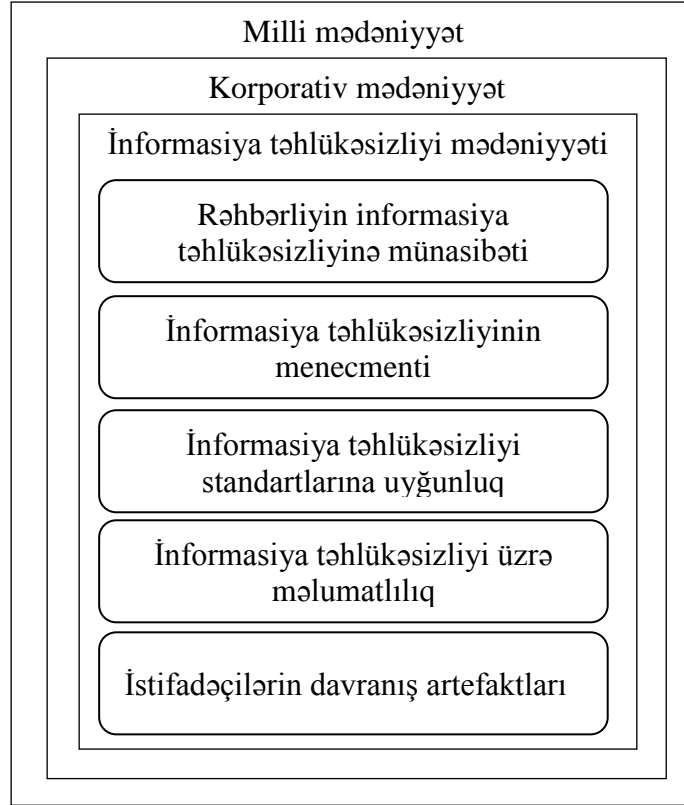 Milli mədəniyyət
Korporativ mədəniyyət
İnformasiya təhlükəsizliyi mədəniyyəti
Rəhbərliyin informasiya
təhlükəsizliyinə münasibəti
İnformasiya təhlükəsizliyinin
menecmenti
İnformasiya təhlükəsizliyi
standartlarına uyğunluq
İnformasiya təhlükəsizliyi üzrə
məlumatlılıq
İstifadəçilərin davranış artefaktları